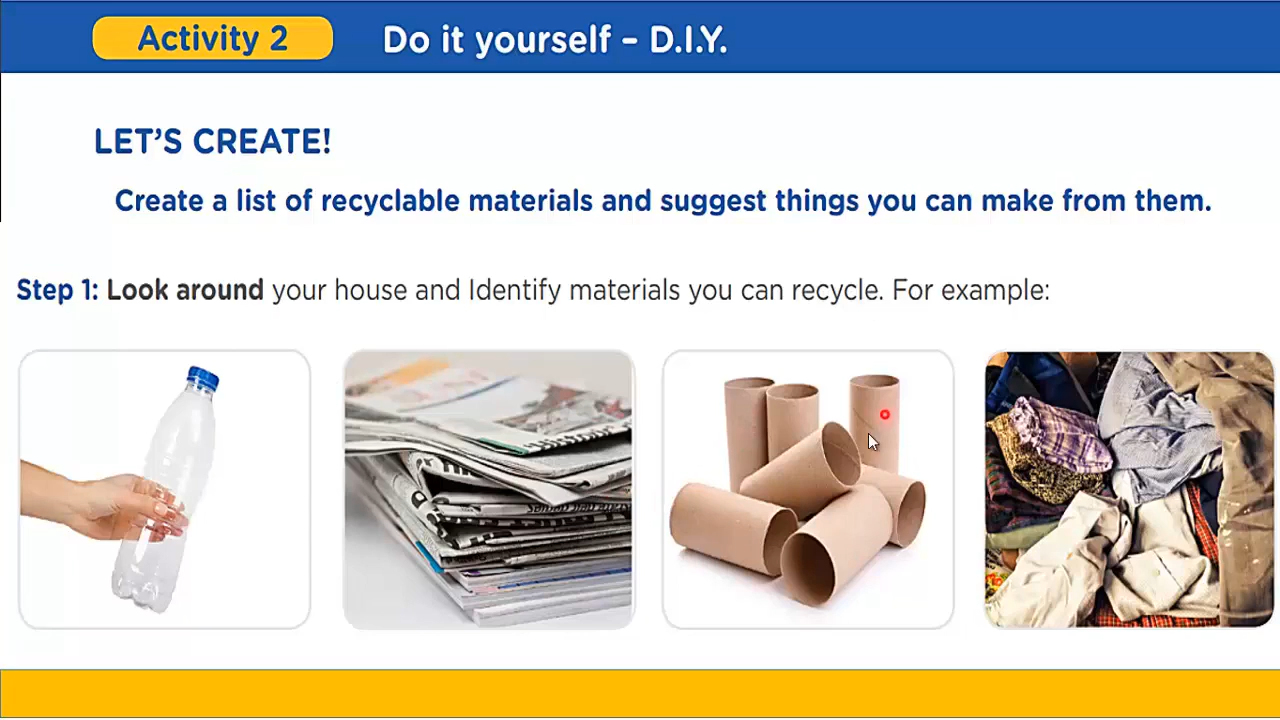 Activity 2
Do it yourself – D.I.Y.
LET'S CREATE!
Create a list of recyclable materials and suggest things you can make from them.
Step 1: Look around your house and Identify materials you can recycle. For example: